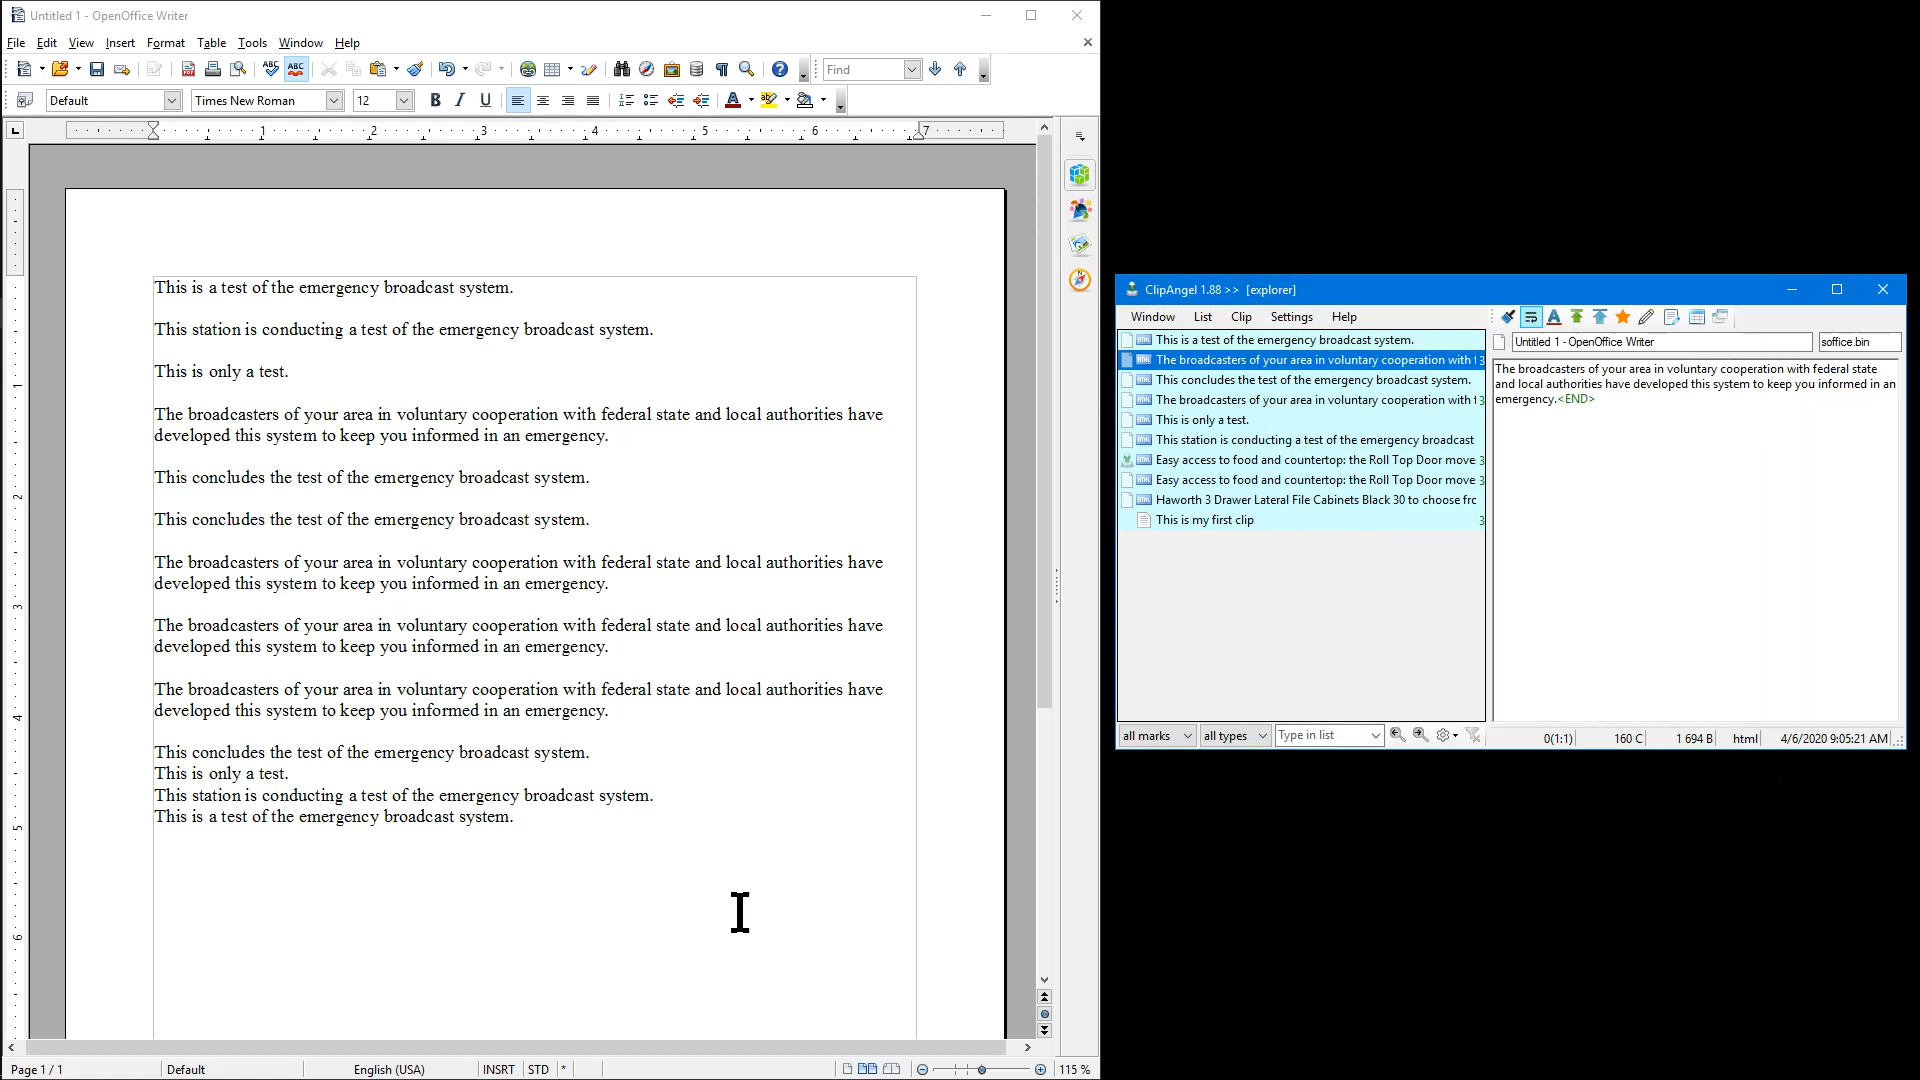 Untitled 1 - OpenOffice Writer
File Edit View Insert Format Table Tools Window Help
Find
Default Times New Roman 12
1 2 3 4 5 6 7
This is a test of the emergency broadcast system.
This station is conducting a test of the emergency broadcast system.
This is only a test.
The broadcasters of your area in voluntary cooperation with federal state and local authorities have
developed this system to keep you informed in an emergency.
This concludes the test of the emergency broadcast system.
This concludes the test of the emergency broadcast system.
The broadcasters of your area in voluntary cooperation with federal state and local authorities have
developed this system to keep you informed in an emergency.
The broadcasters of your area in voluntary cooperation with federal state and local authorities have
developed this system to keep you informed in an emergency.
The broadcasters of your area in voluntary cooperation with federal state and local authorities have
developed this system to keep you informed in an emergency.
This concludes the test of the emergency broadcast system.
This is only a test.
This station is conducting a test of the emergency broadcast system.
This is a test of the emergency broadcast system.
1
2
3
4
5
6
Page 1 / 1 Default English (USA) INSRT STD * 115 %
ClipAngel 1.88 >> [explorer]
Window List Clip Settings Help
This is a test of the emergency broadcast system.
The broadcasters of your area in voluntary cooperation with f 3
This concludes the test of the emergency broadcast system.
The broadcasters of your area in voluntary cooperation with f 3
This is only a test.
This station is conducting a test of the emergency broadcast
Easy access to food and countertop: the Roll Top Door move 3
Easy access to food and countertop: the Roll Top Door move 3
Haworth 3 Drawer Lateral File Cabinets Black 30 to choose frc
This is my first clip 3
all marks all types Type in list
Untitled 1 - OpenOffice Writer soffice.bin
The broadcasters of your area in voluntary cooperation with federal state
and local authorities have developed this system to keep you informed in an
emergency.<END>
0(1:1) 160 C 1 694 B html 4/6/2020 9:05:21 AM